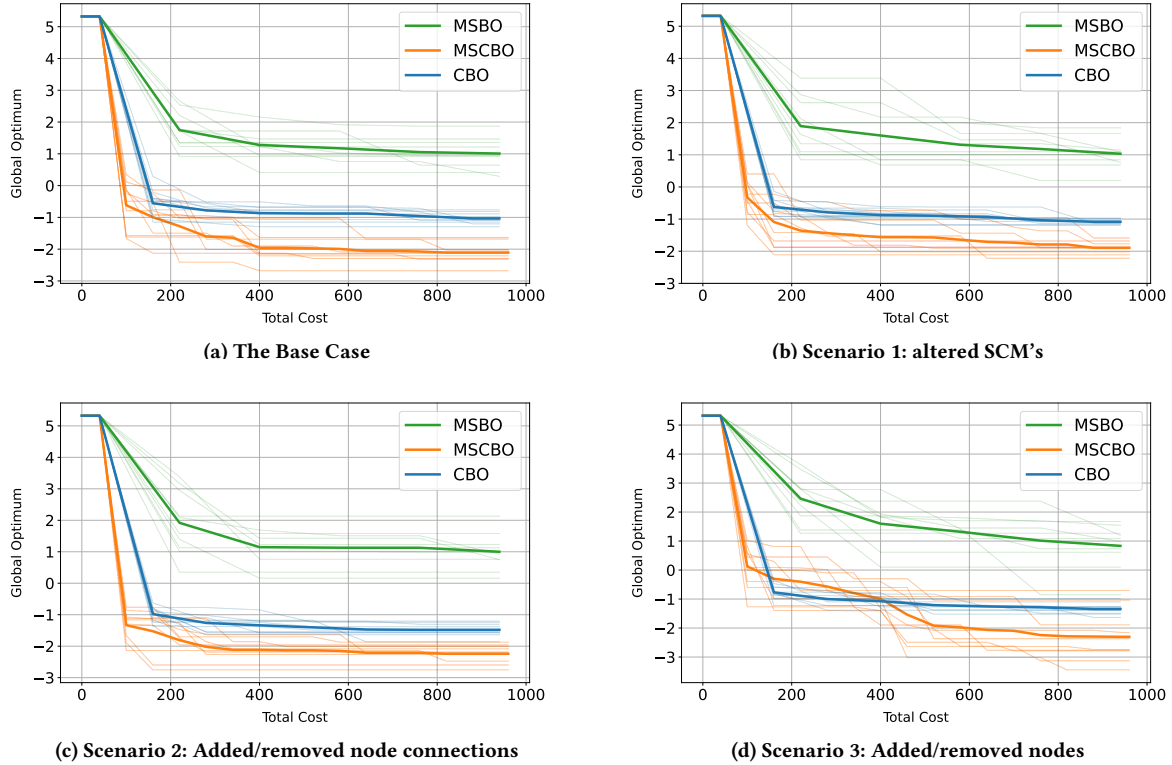 5
4
3
2
1
0
−1
−2
−3
Global Optimum
MSBO
MSCBO
CBO
0 200 400 600 800 1000
Total Cost
(a) The Base Case
5
4
3
2
1
0
−1
−2
−3
Global Optimum
MSBO
MSCBO
CBO
0 200 400 600 800 1000
Total Cost
(b) Scenario 1: altered SCM's
5
4
3
2
1
0
−1
−2
−3
Global Optimum
MSBO
MSCBO
CBO
0 200 400 600 800 1000
Total Cost
(c) Scenario 2: Added/removed node connections
5
4
3
2
1
0
−1
−2
−3
Global Optimum
MSBO
MSCBO
CBO
0 200 400 600 800 1000
Total Cost
(d) Scenario 3: Added/removed nodes